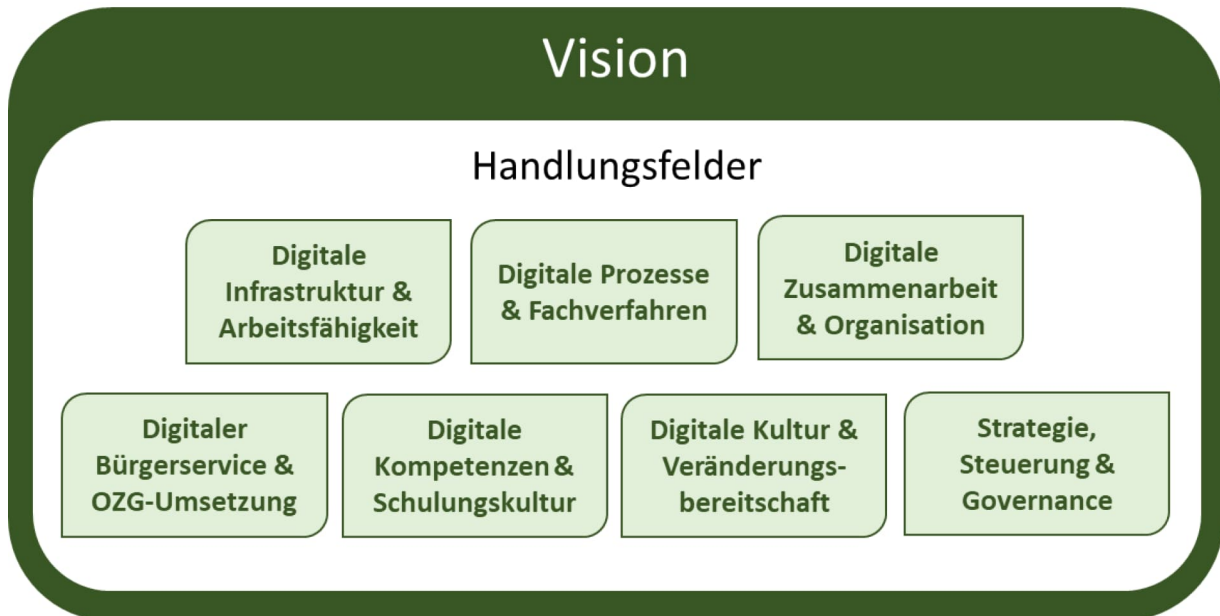 Vision
Handlungsfelder
Digitale
Infrastruktur &
Arbeitsfähigkeit
Digitale Prozesse
& Fachverfahren
Digitale
Zusammenarbeit
& Organisation
Digitaler
Bürgerservice &
OZG-Umsetzung
Digitale
Kompetenzen &
Schulungskultur
Digitale Kultur &
Veränderungs-
bereitschaft
Strategie,
Steuerung &
Governance